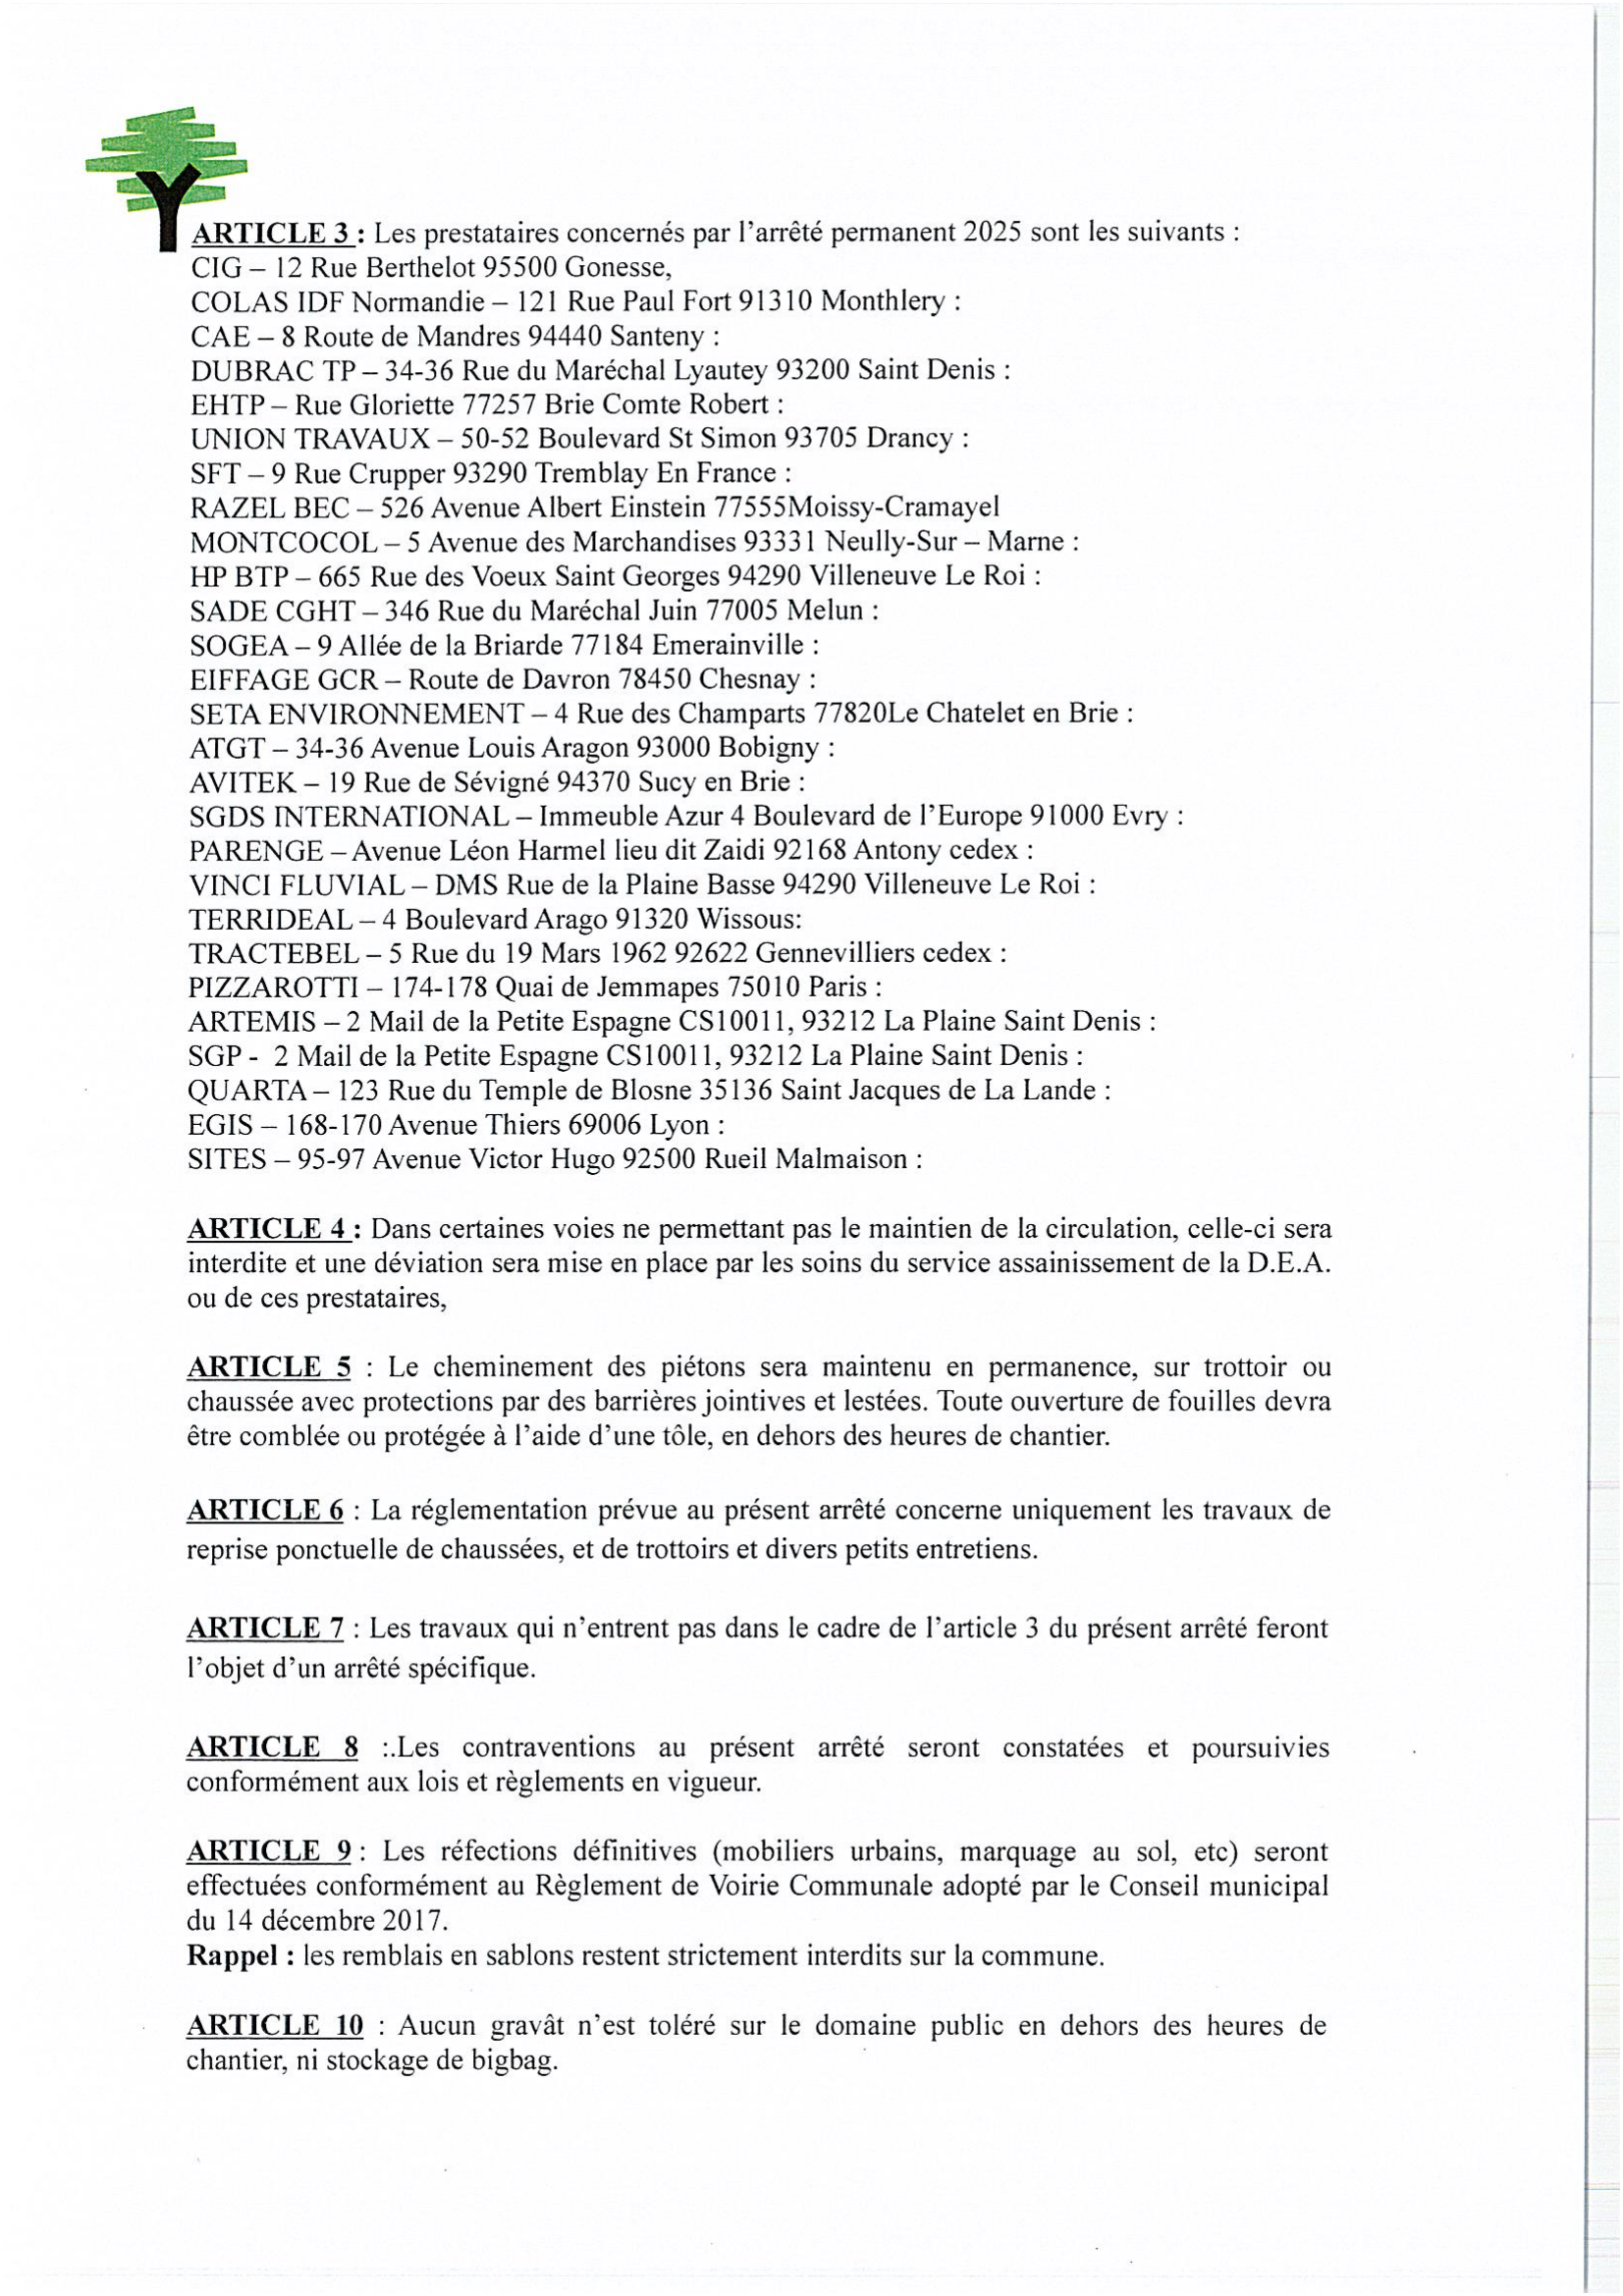 ARTICLE 3 : Les prestataires concernés par l'arrêté permanent 2025 sont les suivants :
CIG – 12 Rue Berthelot 95500 Gonesse,
COLAS IDF Normandie – 121 Rue Paul Fort 91310 Monthlery :
CAE – 8 Route de Mandres 94440 Santeny :
DUBRAC TP – 34-36 Rue du Maréchal Lyautey 93200 Saint Denis :
EHTP – Rue Gloriette 77257 Brie Comte Robert :
UNION TRAVAUX – 50-52 Boulevard St Simon 93705 Drancy :
SFT – 9 Rue Crupper 93290 Tremblay En France :
RAZEL BEC – 526 Avenue Albert Einstein 77555Moissy-Cramayel
MONTCOCOL – 5 Avenue des Marchandises 93331 Neully-Sur – Marne :
HP BTP – 665 Rue des Voeux Saint Georges 94290 Villeneuve Le Roi :
SADE CGHT – 346 Rue du Maréchal Juin 77005 Melun :
SOGEA – 9 Allée de la Briarde 77184 Emerainville :
EIFFAGE GCR – Route de Davron 78450 Chesnay :
SETA ENVIRONNEMENT – 4 Rue des Champarts 77820Le Chatelet en Brie :
ATGT – 34-36 Avenue Louis Aragon 93000 Bobigny :
AVITEK – 19 Rue de Sévigné 94370 Sucy en Brie :
SGDS INTERNATIONAL – Immeuble Azur 4 Boulevard de l'Europe 91000 Evry :
PARENGE – Avenue Léon Harmel lieu dit Zaidi 92168 Antony cedex :
VINCI FLUVIAL – DMS Rue de la Plaine Basse 94290 Villeneuve Le Roi :
TERRIDEAL – 4 Boulevard Arago 91320 Wissous:
TRACTEBEL – 5 Rue du 19 Mars 1962 92622 Gennevilliers cedex :
PIZZAROTTI – 174-178 Quai de Jemmapes 75010 Paris :
ARTEMIS – 2 Mail de la Petite Espagne CS10011, 93212 La Plaine Saint Denis :
SGP - 2 Mail de la Petite Espagne CS10011, 93212 La Plaine Saint Denis :
QUARTA – 123 Rue du Temple de Blosne 35136 Saint Jacques de La Lande :
EGIS – 168-170 Avenue Thiers 69006 Lyon :
SITES – 95-97 Avenue Victor Hugo 92500 Rueil Malmaison :
ARTICLE 4 : Dans certaines voies ne permettant pas le maintien de la circulation, celle-ci sera
interdite et une déviation sera mise en place par les soins du service assainissement de la D.E.A.
ou de ces prestataires,
ARTICLE 5 : Le cheminement des piétons sera maintenu en permanence, sur trottoir ou
chaussée avec protections par des barrières jointives et lestées. Toute ouverture de fouilles devra
être comblée ou protégée à l'aide d'une tôle, en dehors des heures de chantier.
ARTICLE 6 : La réglementation prévue au présent arrêté concerne uniquement les travaux de
reprise ponctuelle de chaussées, et de trottoirs et divers petits entretiens.
ARTICLE 7 : Les travaux qui n'entrent pas dans le cadre de l'article 3 du présent arrêté feront
l'objet d'un arrêté spécifique.
ARTICLE 8 :.Les contraventions au présent arrêté seront constatées et poursuivies
conformément aux lois et règlements en vigueur.
ARTICLE 9 : Les réfections définitives (mobiliers urbains, marquage au sol, etc) seront
effectuées conformément au Règlement de Voirie Communale adopté par le Conseil municipal
du 14 décembre 2017.
Rappel : les remblais en sablons restent strictement interdits sur la commune.
ARTICLE 10 : Aucun gravât n'est toléré sur le domaine public en dehors des heures de
chantier, ni stockage de bigbag.